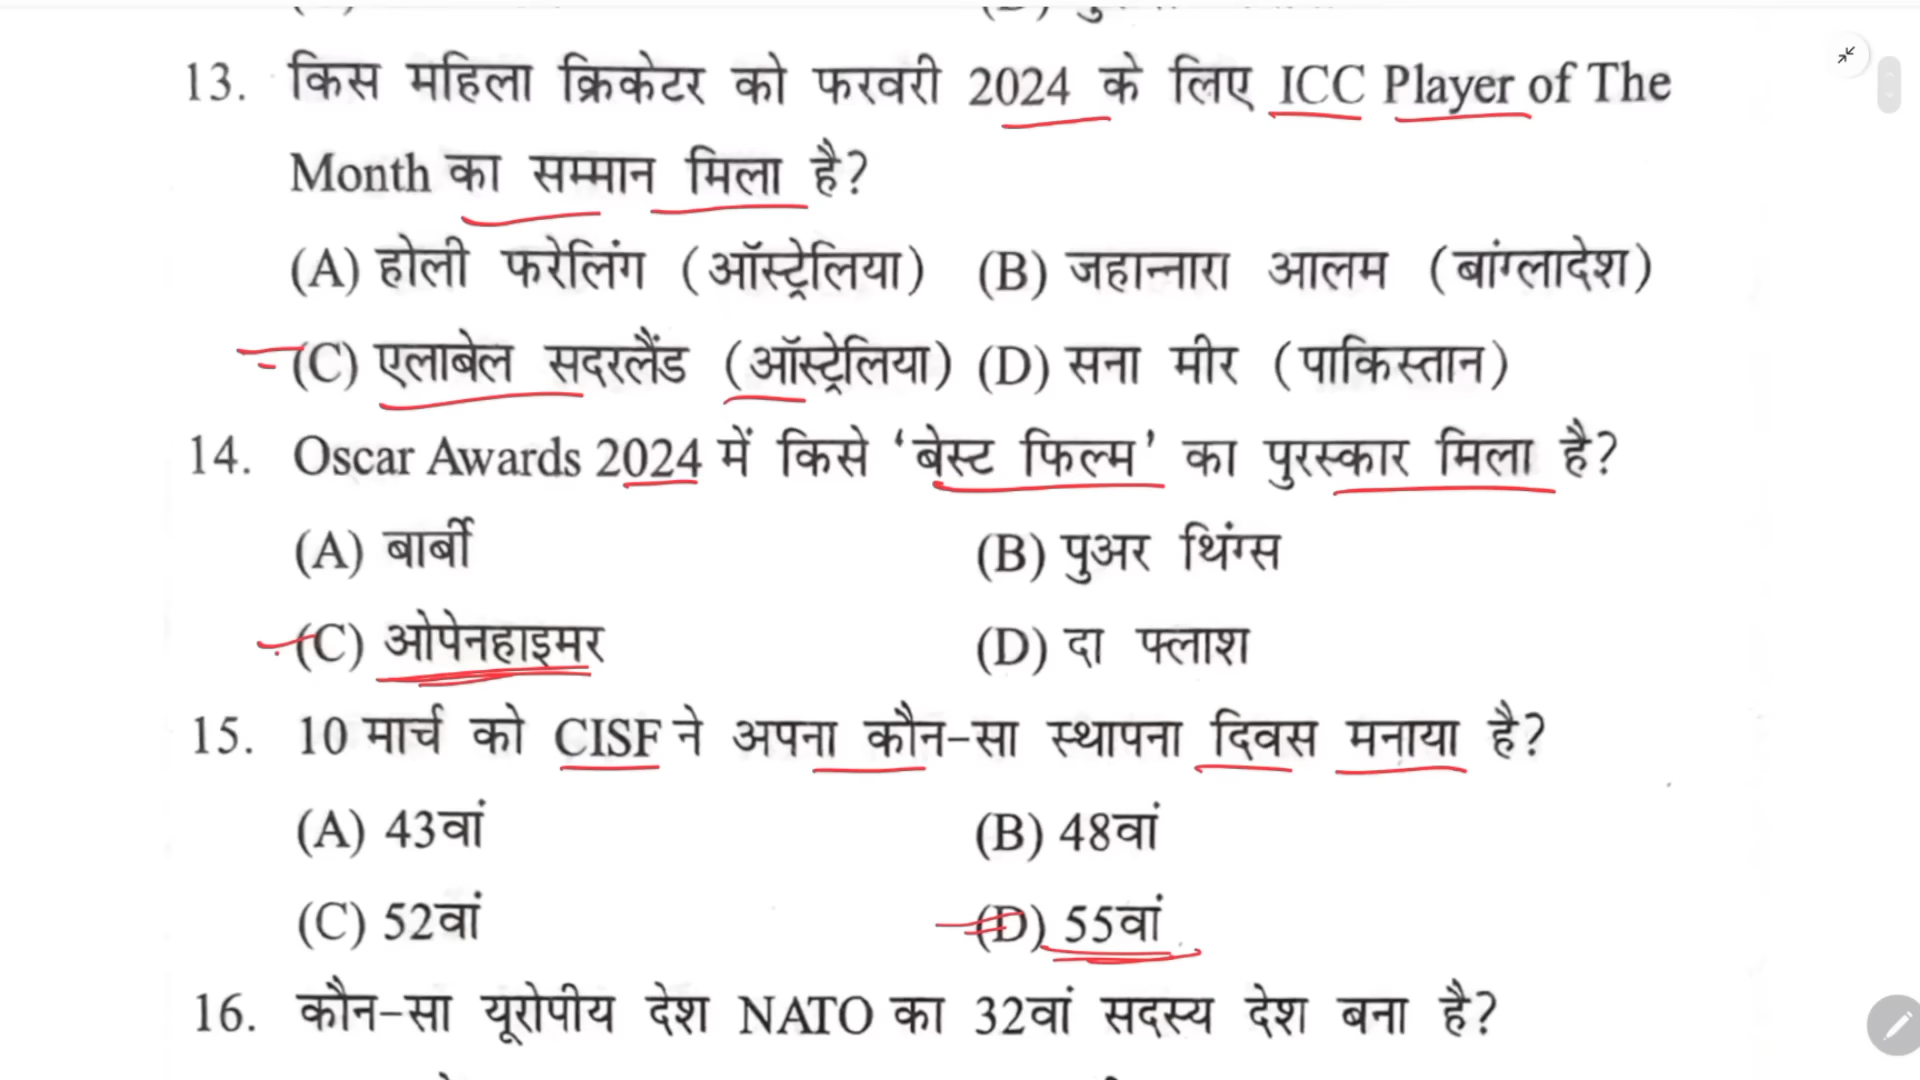 13. किस महिला क्रिकेटर को फरवरी 2024 के लिए ICC Player of The
Month का सम्मान मिला है?
(A) होली फरेलिंग (ऑस्ट्रेलिया) (B) जहान्नारा आलम (बांग्लादेश)
(C) एलाबेल सदरलैंड (ऑस्ट्रेलिया) (D) सना मीर (पाकिस्तान)
14. Oscar Awards 2024 में किसे ‘बेस्ट फिल्म’ का पुरस्कार मिला है?
(A) बार्बी (B) पुअर थिंग्स
(C) ओपेनहाइमर (D) दा फ्लाश
15. 10 मार्च को CISF ने अपना कौन-सा स्थापना दिवस मनाया है?
(A) 43वां (B) 48वां
(C) 52वां (D) 55वां
16. कौन-सा यूरोपीय देश NATO का 32वां सदस्य देश बना है?